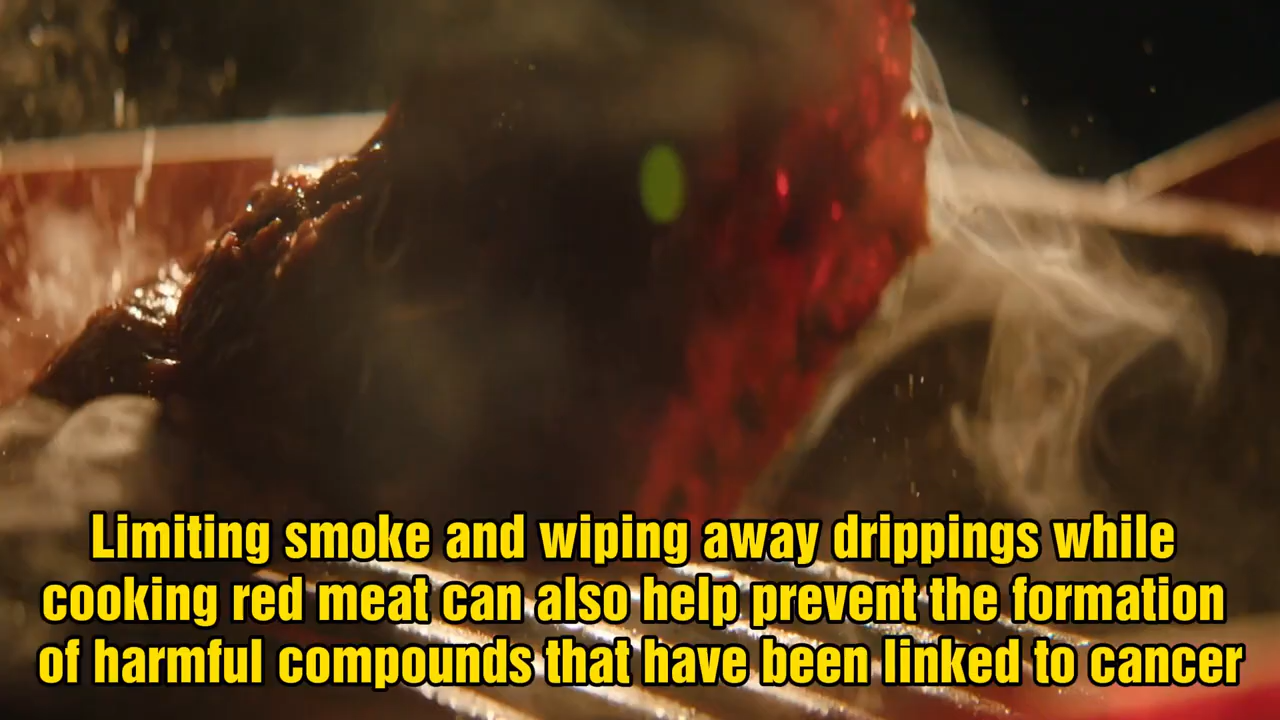 Limiting smoke and wiping away drippings while
cooking red meat can also help prevent the formation
of harmful compounds that have been linked to cancer